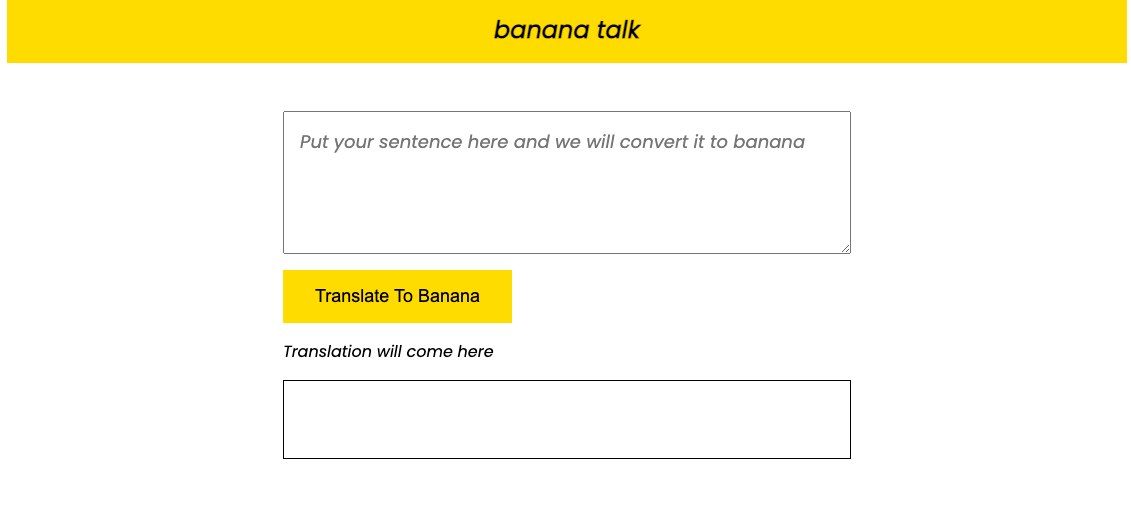 banana talk
Put your sentence here and we will convert it to banana
Translate To Banana
Translation will come here